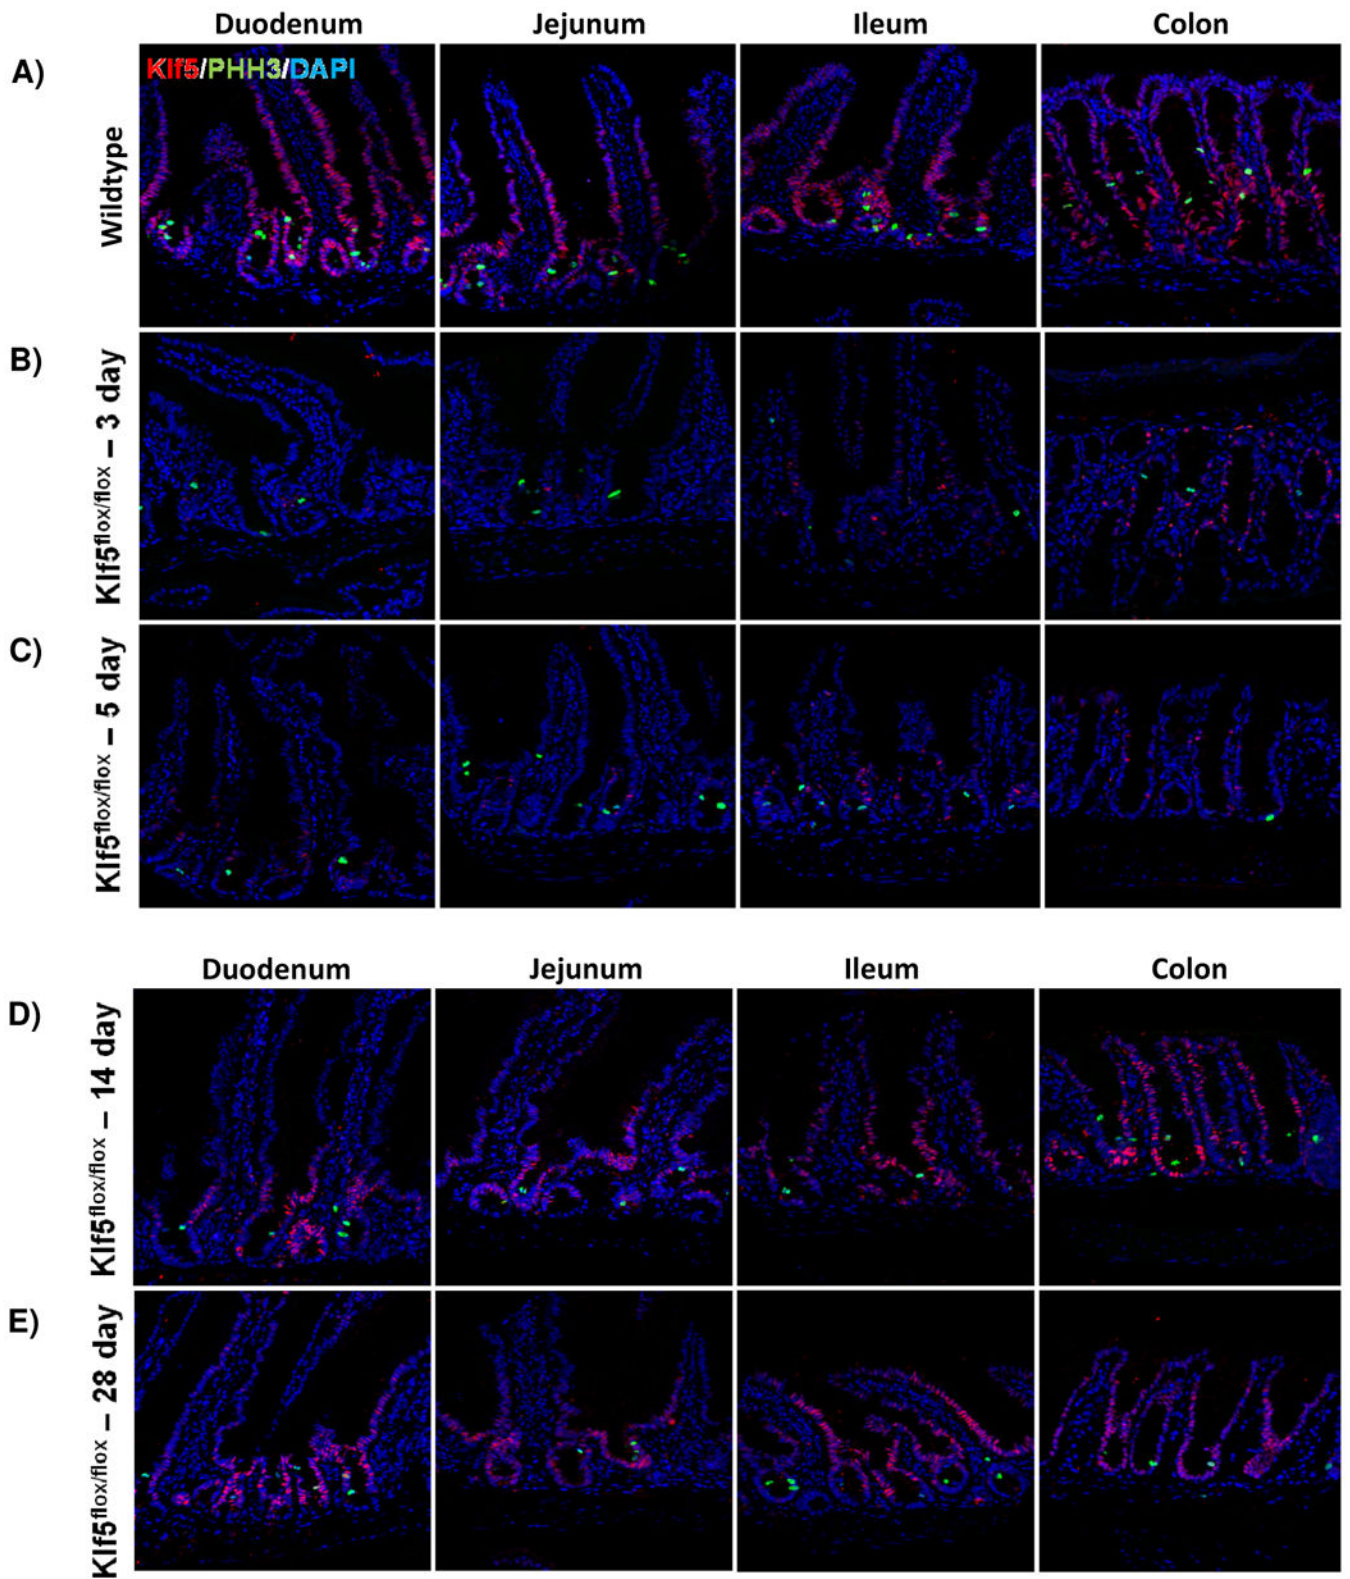 Duodenum Jejunum Ileum Colon
A)
Klf5/PHH3/DAPI
Wildtype
B)
Klf5flox/flox – 3 day
C)
Klf5flox/flox – 5 day
Duodenum Jejunum Ileum Colon
D)
Klf5flox/flox – 14 day
E)
Klf5flox/flox – 28 day